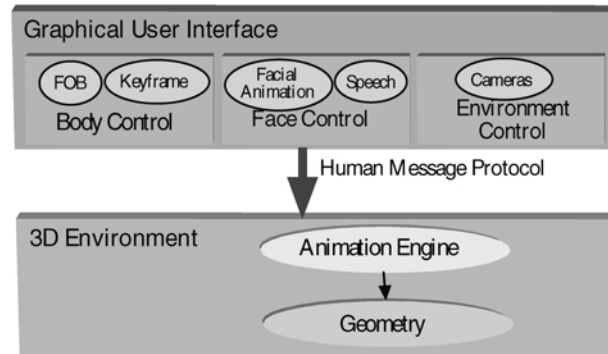 Graphical User Interface
FOB
Keyframe
Body Control
Facial
Animation
Speech
Face Control
Cameras
Environment
Control
Human Message Protocol
3D Environment
Animation Engine
Geometry